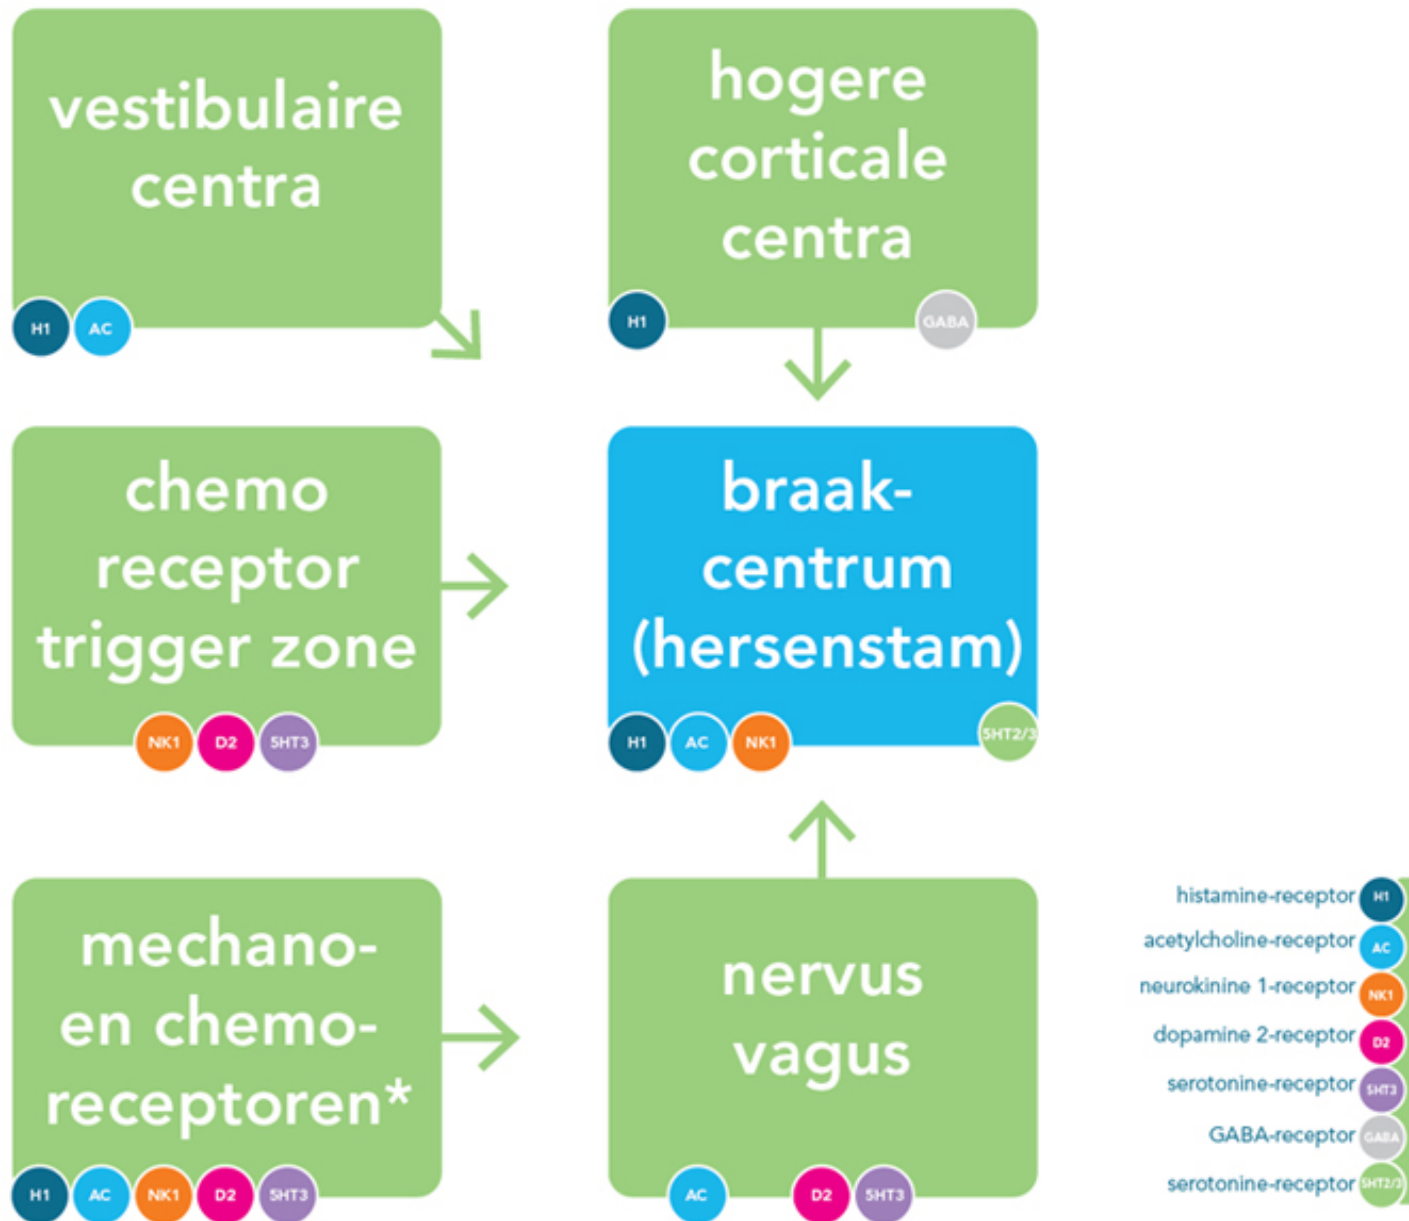 vestibulaire
centra
H1 AC
hogere
corticale
centra
H1 GABA
chemo
receptor
trigger zone
NK1 D2 5HT3
braak-
centrum
(hersenstam)
H1 AC NK1 5HT2/3
mechano-
en chemo-
receptoren*
H1 AC NK1 D2 5HT3
nervus
vagus
AC D2 5HT3
histamine-receptor H1
acetylcholine-receptor AC
neurokinine 1-receptor NK1
dopamine 2-receptor D2
serotonine-receptor 5HT3
GABA-receptor GABA
serotonine-receptor 5HT2/3